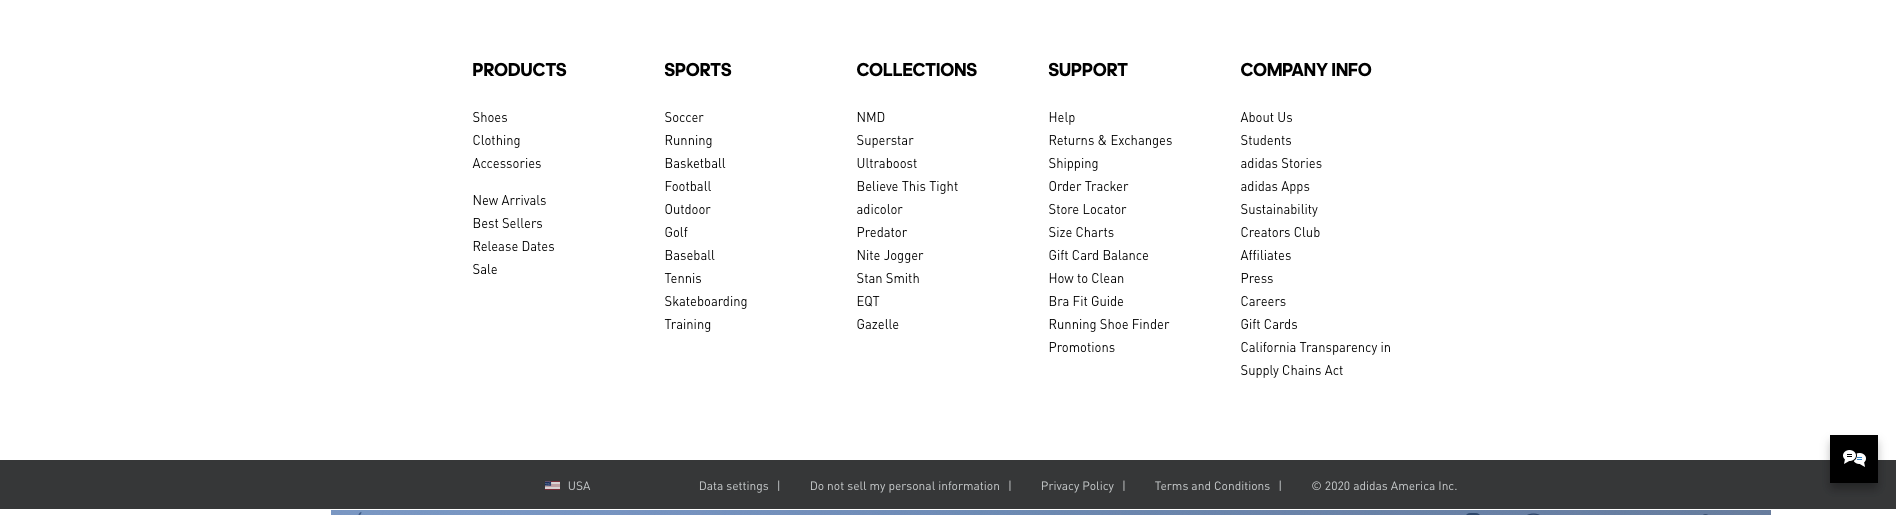 PRODUCTS
Shoes
Clothing
Accessories
New Arrivals
Best Sellers
Release Dates
Sale
SPORTS
Soccer
Running
Basketball
Football
Outdoor
Golf
Baseball
Tennis
Skateboarding
Training
COLLECTIONS
NMD
Superstar
Ultraboost
Believe This Tight
adicolor
Predator
Nite Jogger
Stan Smith
EQT
Gazelle
SUPPORT
Help
Returns & Exchanges
Shipping
Order Tracker
Store Locator
Size Charts
Gift Card Balance
How to Clean
Bra Fit Guide
Running Shoe Finder
Promotions
COMPANY INFO
About Us
Students
adidas Stories
adidas Apps
Sustainability
Creators Club
Affiliates
Press
Careers
Gift Cards
California Transparency in
Supply Chains Act
USA Data settings | Do not sell my personal information | Privacy Policy | Terms and Conditions | © 2020 adidas America Inc.